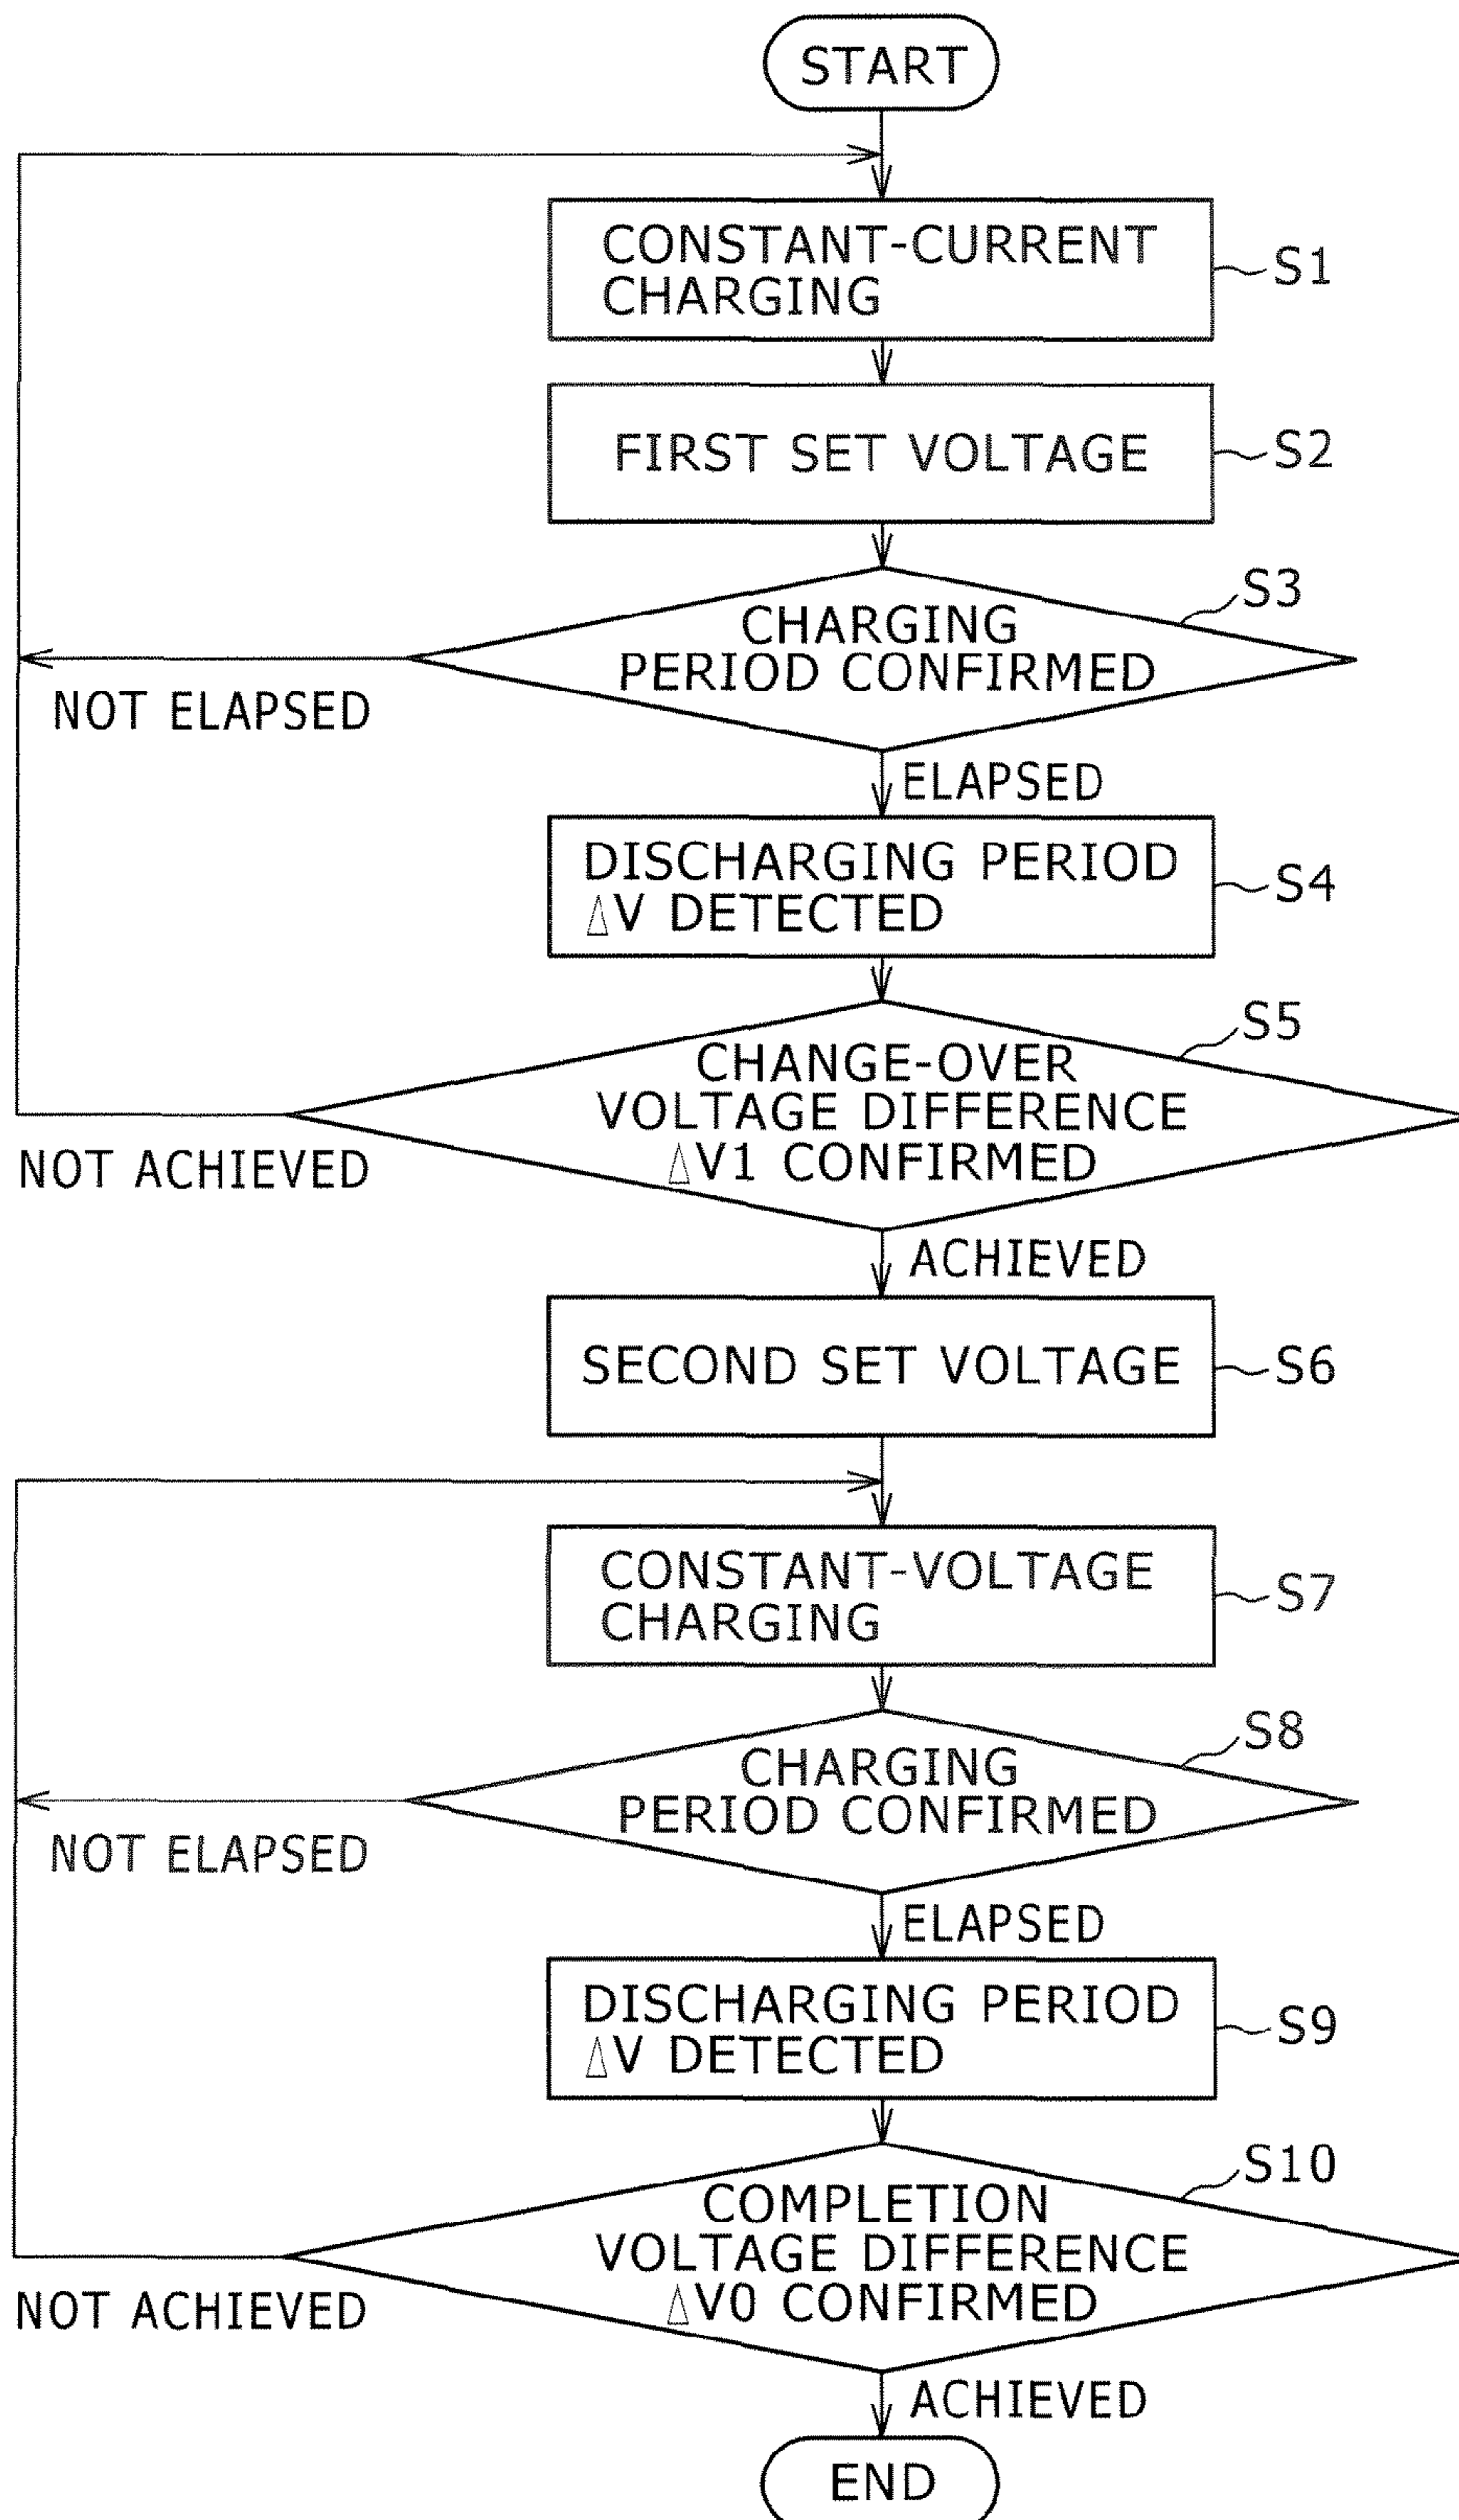 START
CONSTANT-CURRENT
CHARGING
S1
FIRST SET VOLTAGE
S2
S3
CHARGING
PERIOD CONFIRMED
NOT ELAPSED
ELAPSED
DISCHARGING PERIOD
ΔV DETECTED
S4
S5
CHANGE-OVER
VOLTAGE DIFFERENCE
ΔV1 CONFIRMED
NOT ACHIEVED
ACHIEVED
SECOND SET VOLTAGE
S6
CONSTANT-VOLTAGE
CHARGING
S7
S8
CHARGING
PERIOD CONFIRMED
NOT ELAPSED
ELAPSED
DISCHARGING PERIOD
ΔV DETECTED
S9
S10
COMPLETION
VOLTAGE DIFFERENCE
ΔV0 CONFIRMED
NOT ACHIEVED
ACHIEVED
END